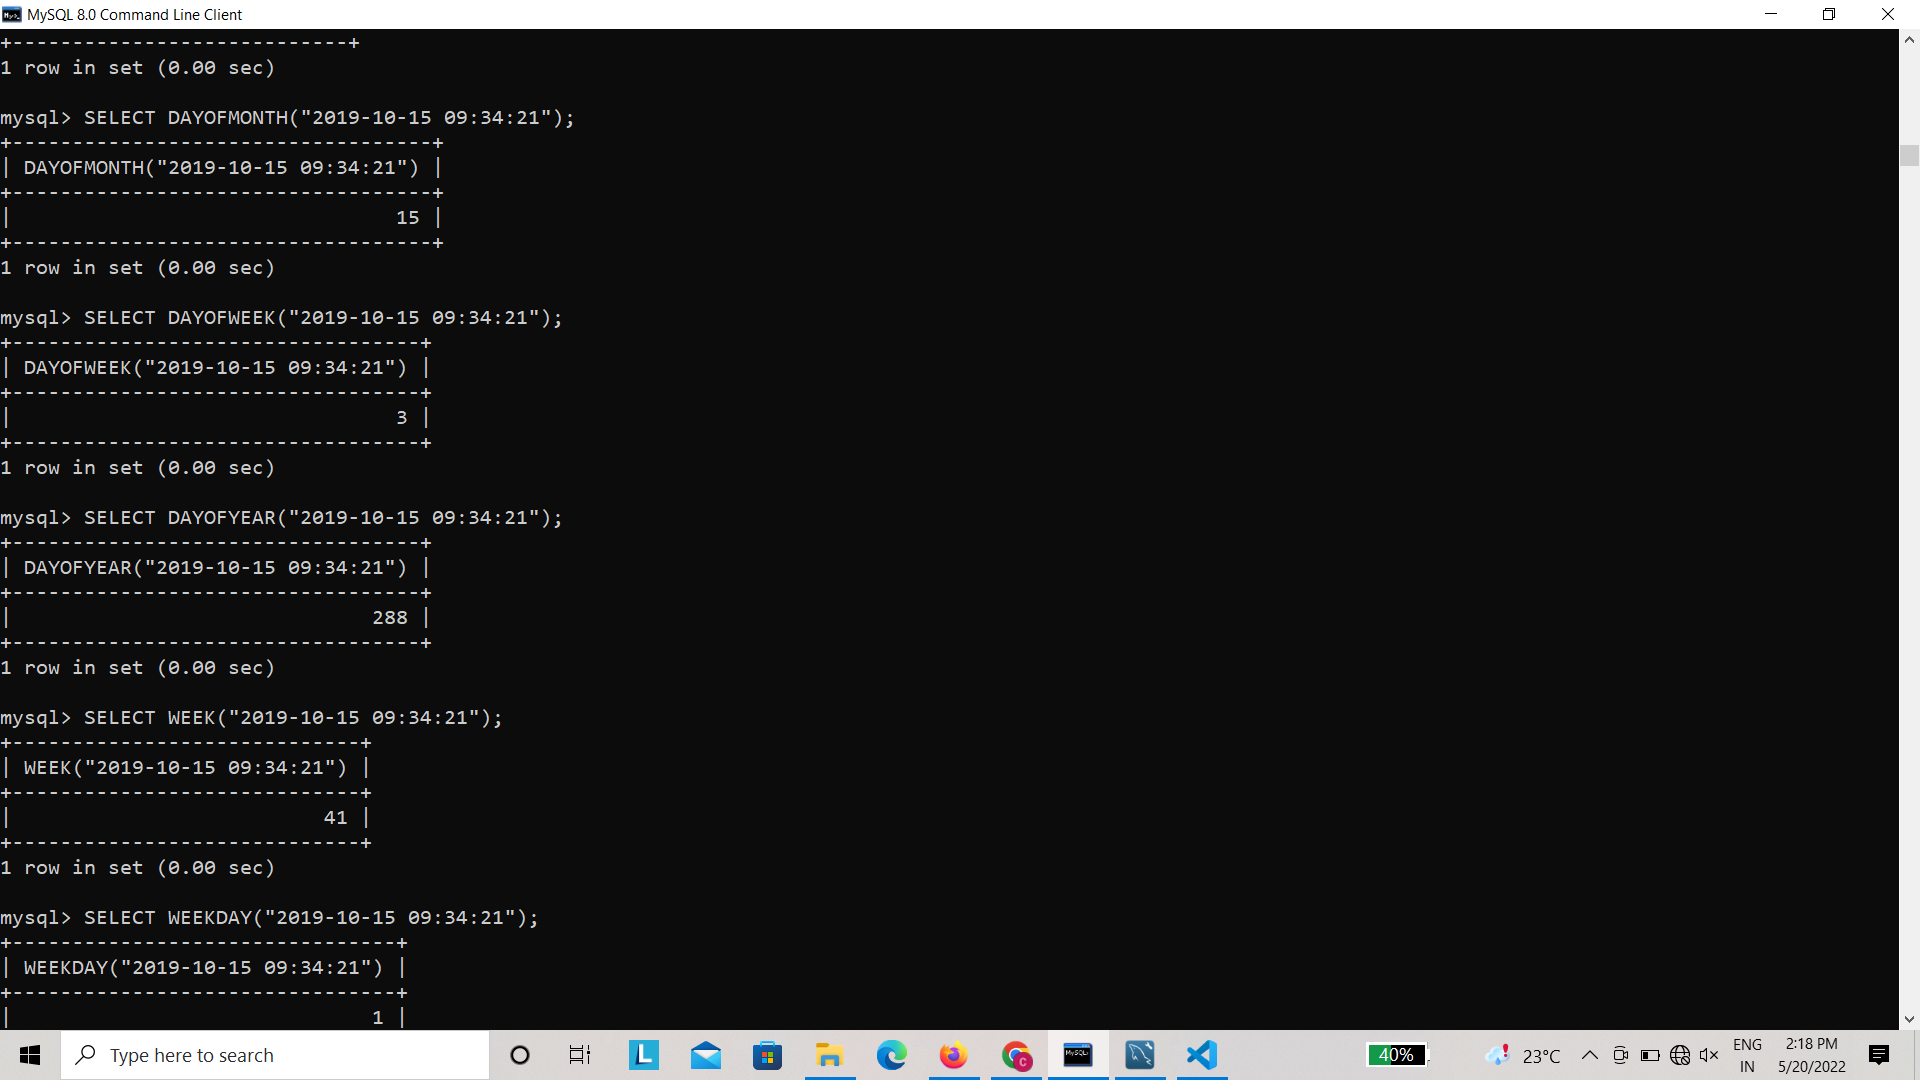 MySQL 8.0 Command Line Client
+----------------------------+
1 row in set (0.00 sec)
mysql> SELECT DAYOFMONTH("2019-10-15 09:34:21");
+-----------------------------------+
| DAYOFMONTH("2019-10-15 09:34:21") |
+-----------------------------------+
|                                15 |
+-----------------------------------+
1 row in set (0.00 sec)
mysql> SELECT DAYOFWEEK("2019-10-15 09:34:21");
+----------------------------------+
| DAYOFWEEK("2019-10-15 09:34:21") |
+----------------------------------+
|                                3 |
+----------------------------------+
1 row in set (0.00 sec)
mysql> SELECT DAYOFYEAR("2019-10-15 09:34:21");
+----------------------------------+
| DAYOFYEAR("2019-10-15 09:34:21") |
+----------------------------------+
|                              288 |
+----------------------------------+
1 row in set (0.00 sec)
mysql> SELECT WEEK("2019-10-15 09:34:21");
+-----------------------------+
| WEEK("2019-10-15 09:34:21") |
+-----------------------------+
|                          41 |
+-----------------------------+
1 row in set (0.00 sec)
mysql> SELECT WEEKDAY("2019-10-15 09:34:21");
+--------------------------------+
| WEEKDAY("2019-10-15 09:34:21") |
+--------------------------------+
|                              1 |
Type here to search
L
C
MySQL
40%
23°C
ENG
IN
2:18 PM
5/20/2022